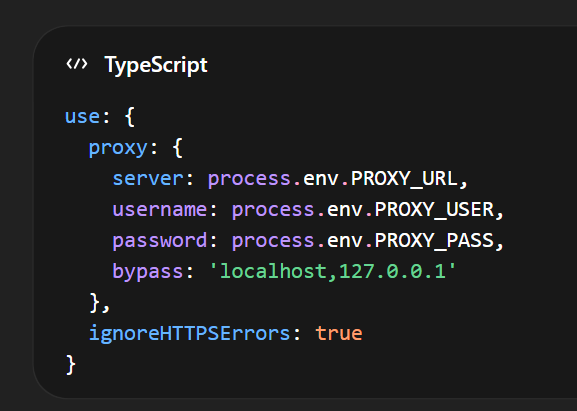 </> TypeScript
use: {
  proxy: {
    server: process.env.PROXY_URL,
    username: process.env.PROXY_USER,
    password: process.env.PROXY_PASS,
    bypass: 'localhost,127.0.0.1'
  },
  ignoreHTTPSErrors: true
}